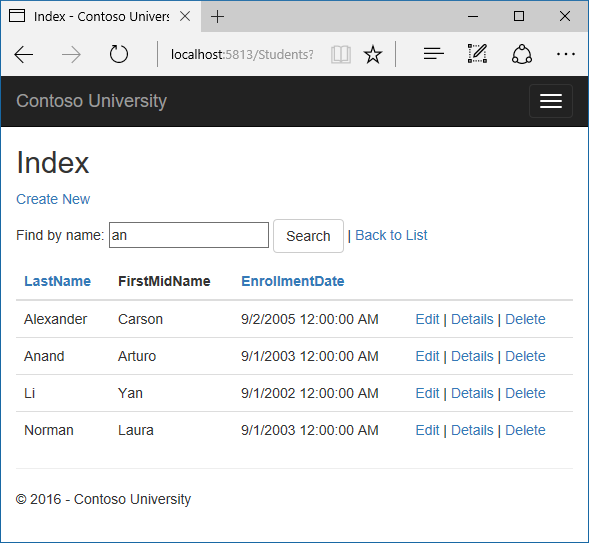 Index - Contoso Univers
localhost:5813/Students?
Contoso University
Index
Create New
Find by name: an Search | Back to List
LastName FirstMidName EnrollmentDate
Alexander Carson 9/2/2005 12:00:00 AM Edit | Details | Delete
Anand Arturo 9/1/2003 12:00:00 AM Edit | Details | Delete
Li Yan 9/1/2002 12:00:00 AM Edit | Details | Delete
Norman Laura 9/1/2003 12:00:00 AM Edit | Details | Delete
© 2016 - Contoso University